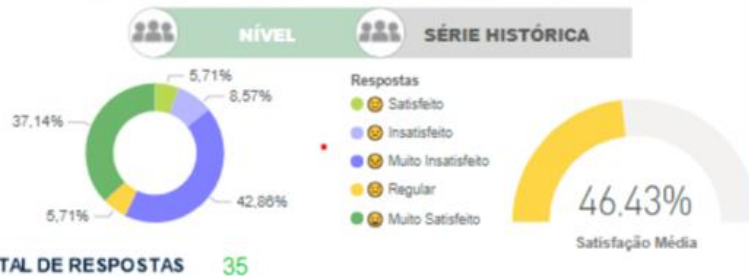 NÍVEL
SÉRIE HISTÓRICA
5,71%
8,57%
37,14%
5,71%
42,86%
Respostas
Satisfeito
Insatisfeito
Muito Insatisfeito
Regular
Muito Satisfeito
46,43%
Satisfação Média
TAL DE RESPOSTAS 35